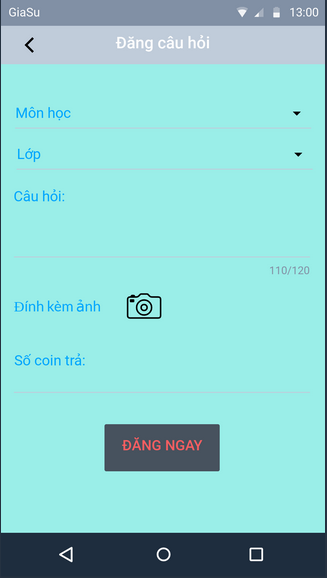 GiaSu
13:00
Đăng câu hỏi
Môn học
Lớp
Câu hỏi:
110/120
Đính kèm ảnh
Số coin trả:
ĐĂNG NGAY